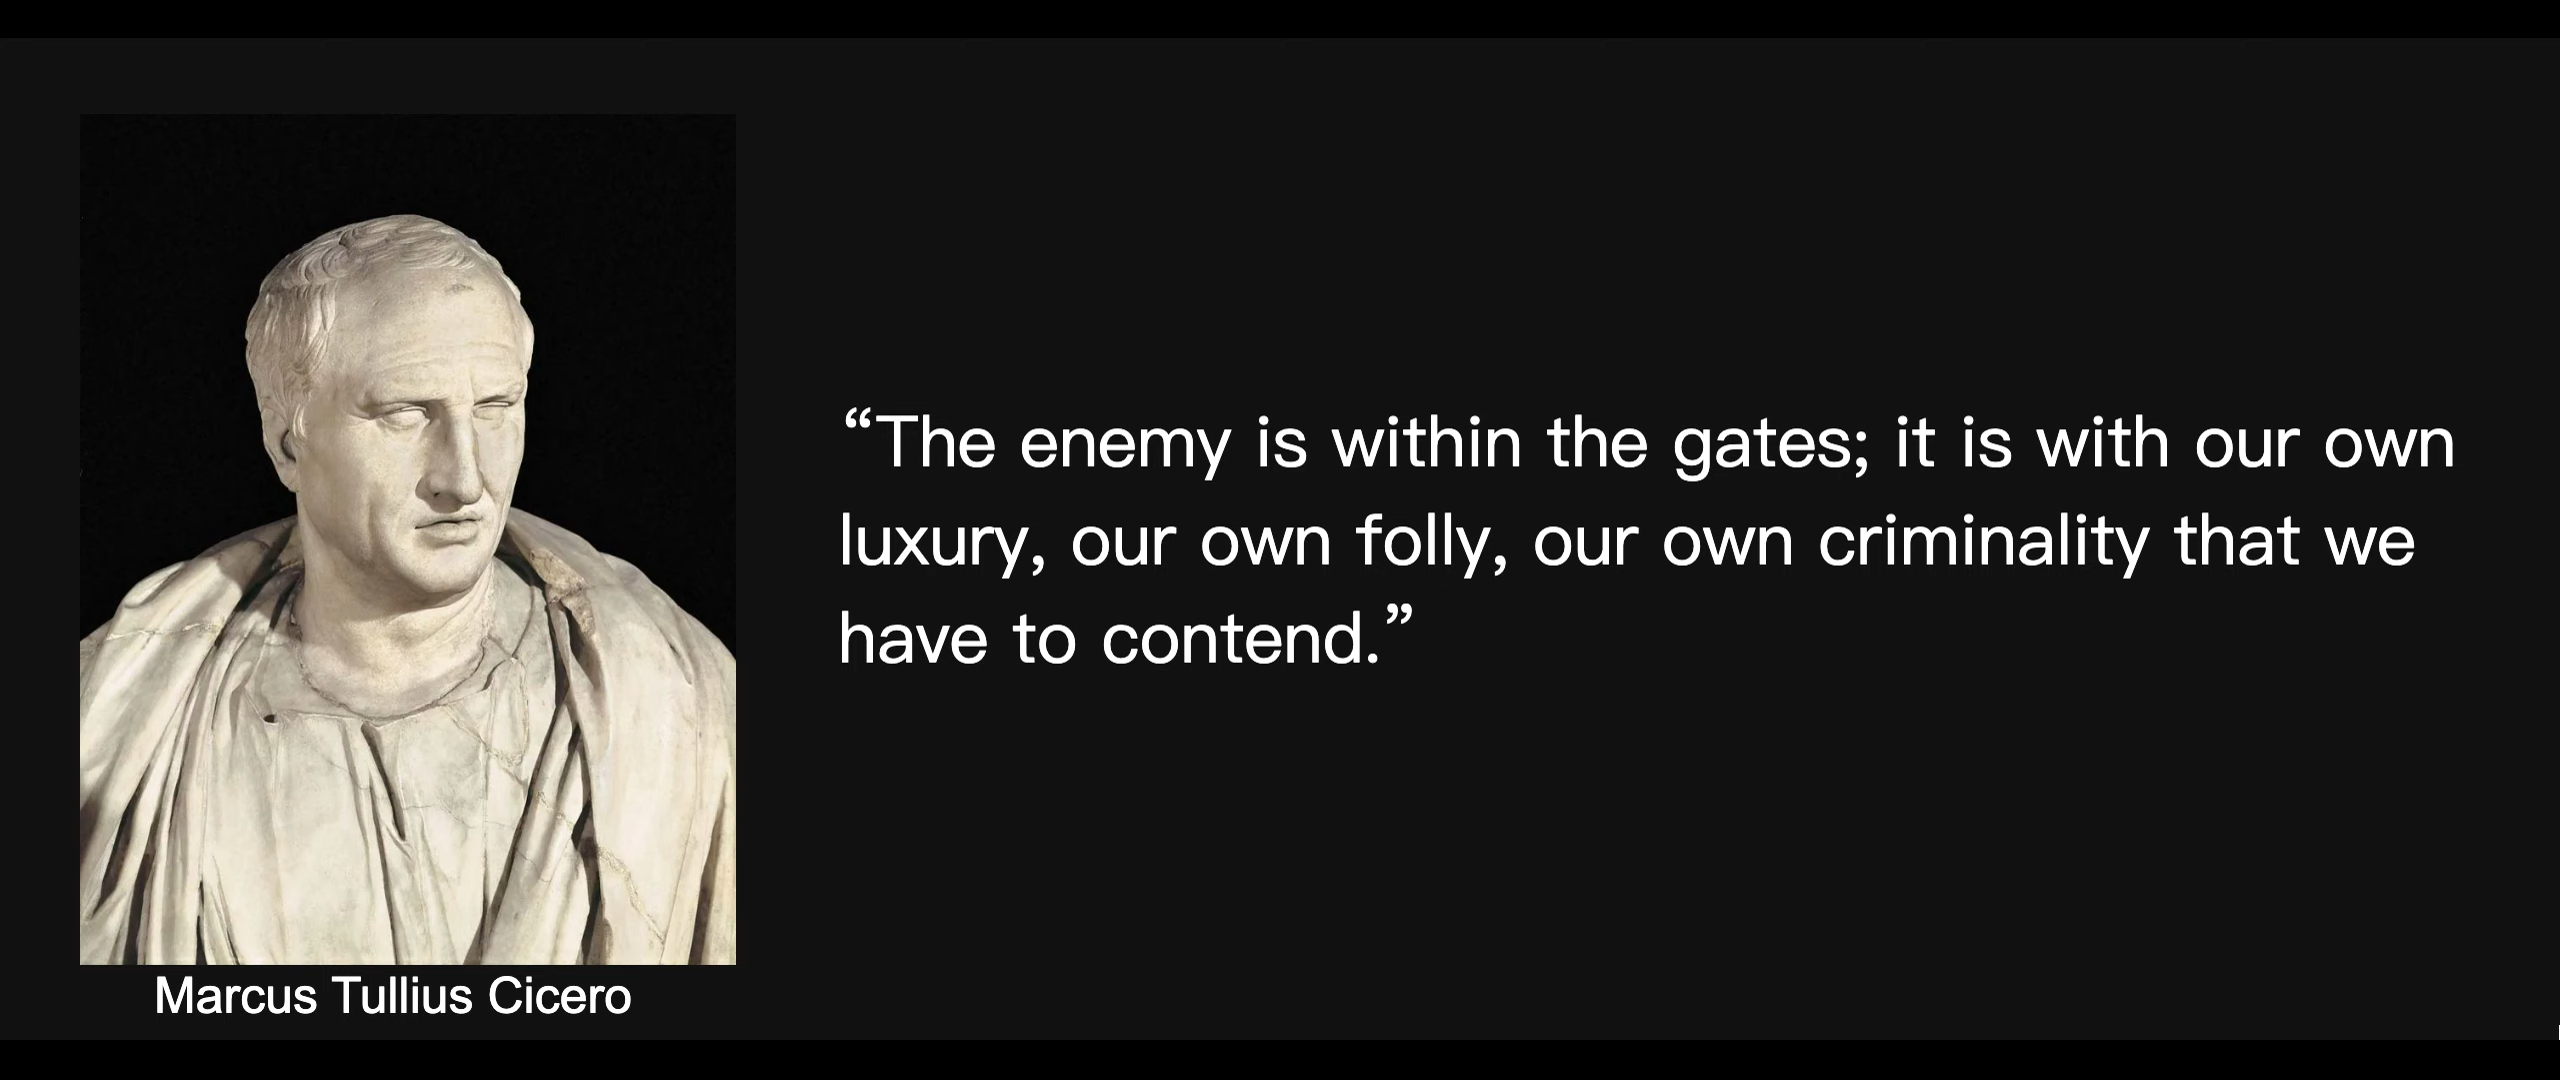 “The enemy is within the gates; it is with our own
luxury, our own folly, our own criminality that we
have to contend.”
Marcus Tullius Cicero